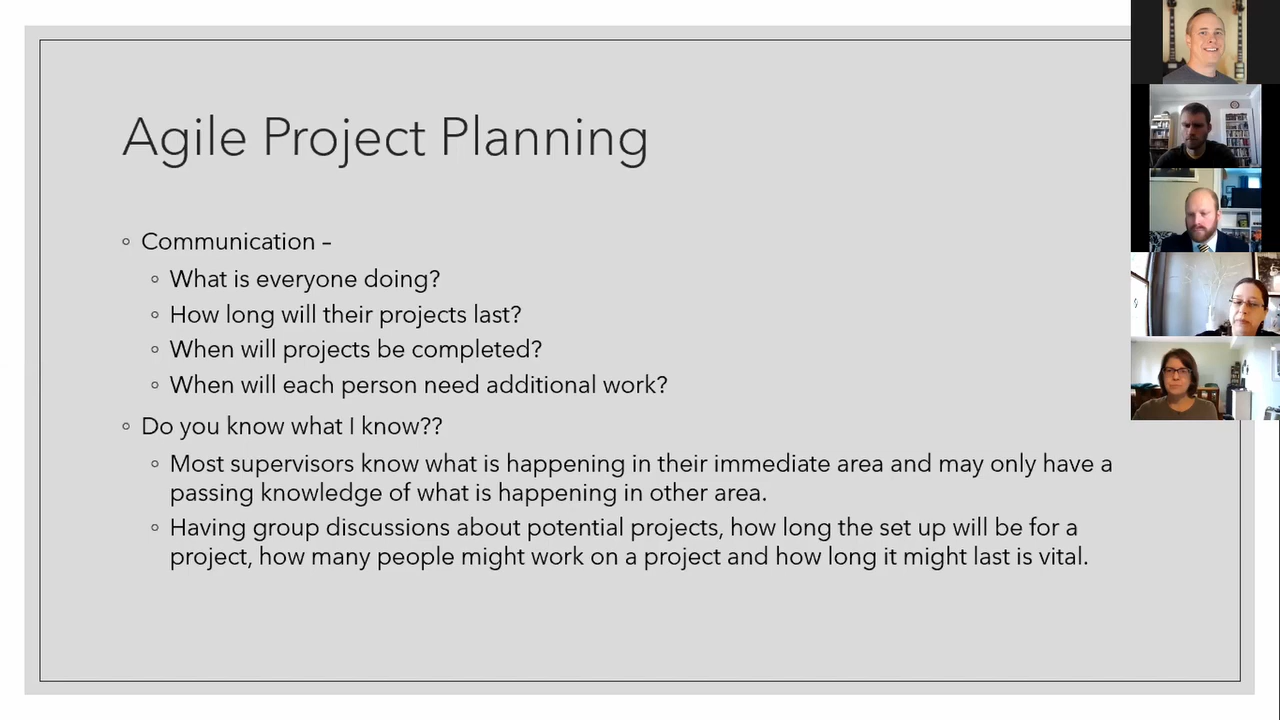 Agile Project Planning
◦ Communication –
◦ What is everyone doing?
◦ How long will their projects last?
◦ When will projects be completed?
◦ When will each person need additional work?
◦ Do you know what I know??
◦ Most supervisors know what is happening in their immediate area and may only have a
passing knowledge of what is happening in other area.
◦ Having group discussions about potential projects, how long the set up will be for a
project, how many people might work on a project and how long it might last is vital.